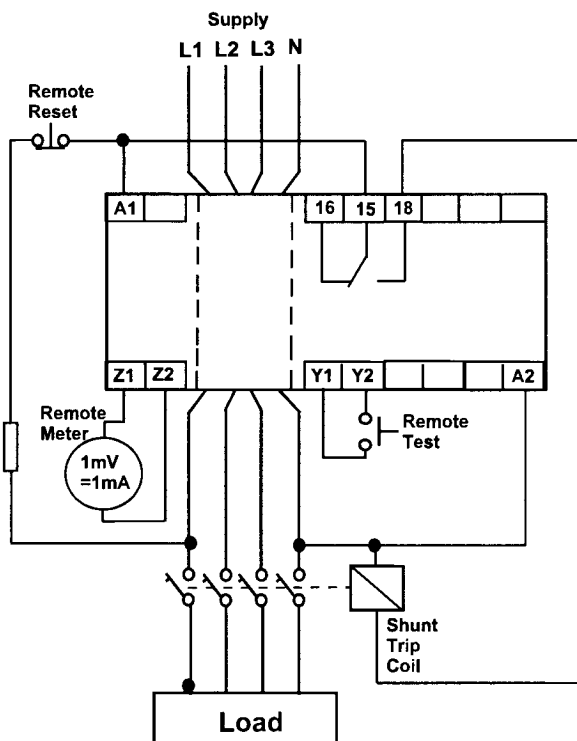 Supply
L1 L2 L3 N
Remote
Reset
A1
16 15 18
Z1 Z2
Y1 Y2
A2
Remote
Meter
1mV
=1mA
Remote
Test
Shunt
Trip
Coil
Load